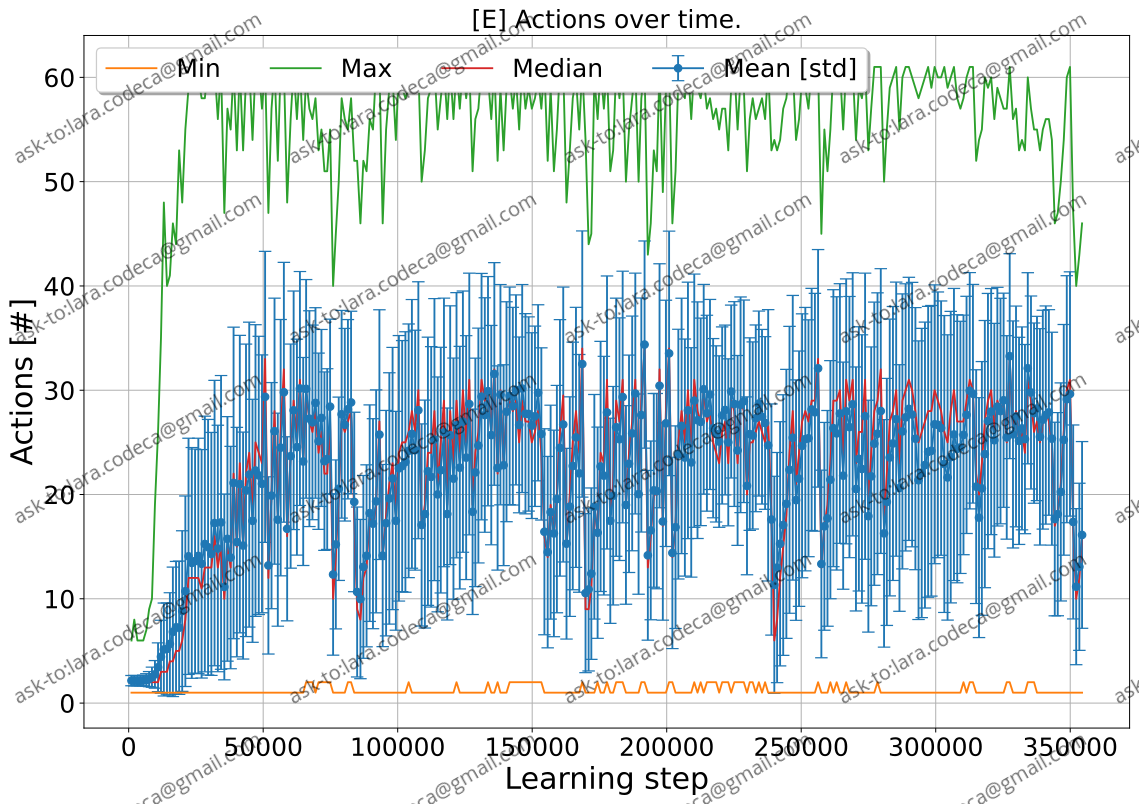 [E] Actions over time.
Min Max Median Mean [std]
60
50
40
30
20
10
0
Actions [#]
0 50000 100000 150000 200000 250000 300000 350000
Learning step
ask-to:lara.codeca@gmail.com